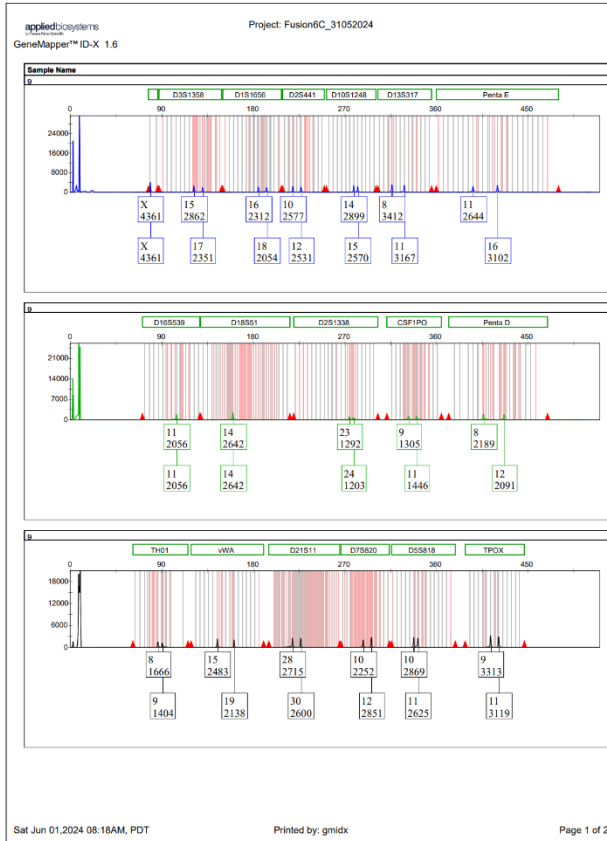 appliedbiosystems
Project: Fusion6C_31052024
GeneMapper™ ID-X 1.6
Sample Name
9
D3S1358 D1S1656 D2S441 D10S1248 D13S317 Penta E
0 90 180 270 360 450
24000
16000
8000
0
X 15 16 10 14 8 11
4361 2862 2312 2577 2899 3412 2644
X 17 18 12 15 11 16
4361 2351 2054 2531 2570 3167 3102
9
D16S539 D18S51 D2S1338 CSF1PO Penta D
0 90 180 270 360 450
21000
14000
7000
0
11 14 23 9 8
2056 2642 1292 1305 2189
11 14 24 11 12
2056 2642 1203 1446 2091
9
TH01 vWA D21S11 D7S820 D5S818 TPOX
0 90 180 270 360 450
18000
12000
6000
0
8 15 28 10 10 9
1666 2483 2715 2252 2869 3313
9 19 30 12 11 11
1404 2138 2600 2851 2625 3119
Sat Jun 01,2024 08:18AM, PDT Printed by: gmidx Page 1 of 2